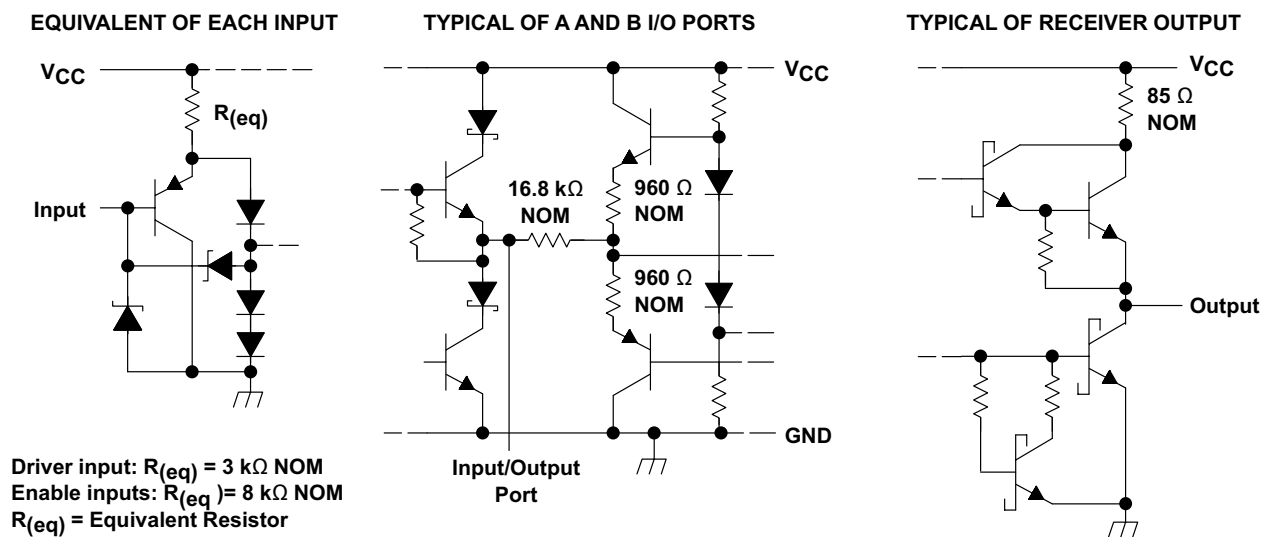 EQUIVALENT OF EACH INPUT
VCC
R(eq)
Input
Driver input: R(eq) = 3 kΩ NOM
Enable inputs: R(eq )= 8 kΩ NOM
R(eq) = Equivalent Resistor
TYPICAL OF A AND B I/O PORTS
VCC
16.8 kΩ
NOM
960 Ω
NOM
960 Ω
NOM
GND
Input/Output
Port
TYPICAL OF RECEIVER OUTPUT
VCC
85 Ω
NOM
Output